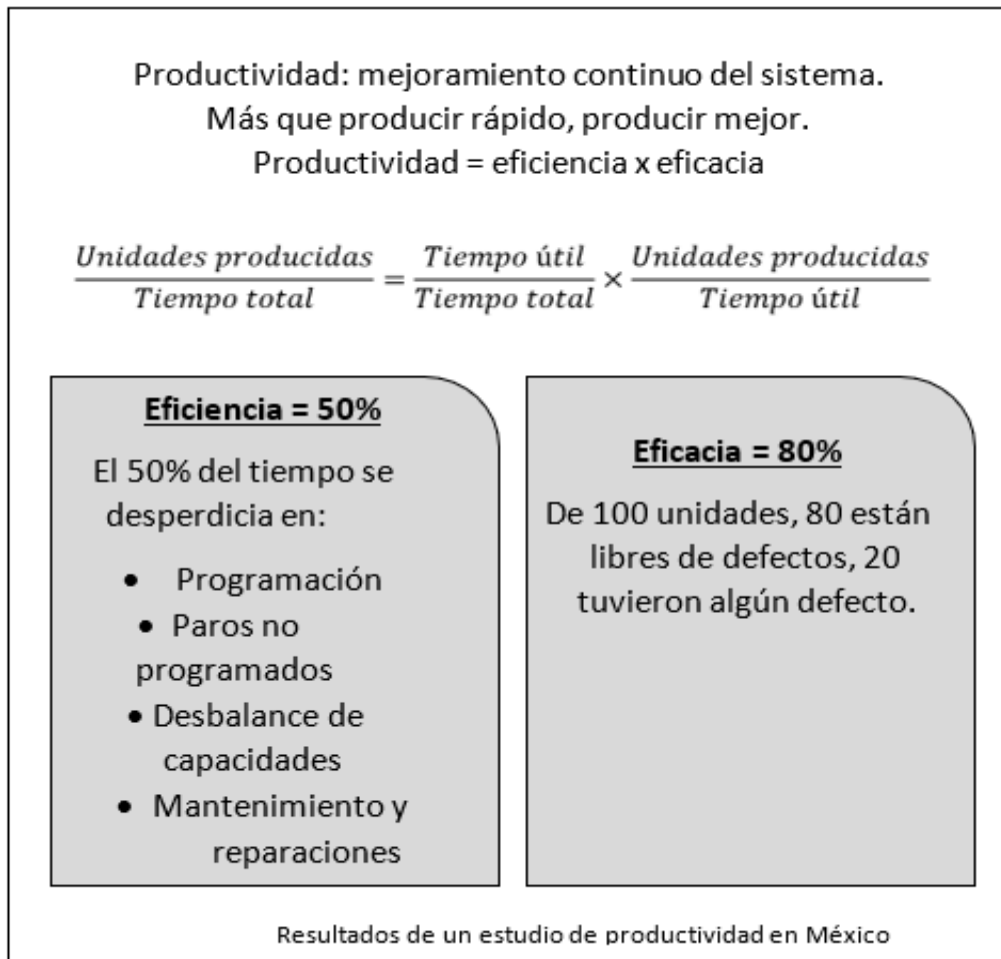 Productividad: mejoramiento continuo del sistema.
Más que producir rápido, producir mejor.
Productividad = eficiencia x eficacia
Unidades producidas / Tiempo total = Tiempo útil / Tiempo total × Unidades producidas / Tiempo útil
Eficiencia = 50%
El 50% del tiempo se
desperdicia en:
• Programación
• Paros no
programados
• Desbalance de
capacidades
• Mantenimiento y
reparaciones
Eficacia = 80%
De 100 unidades, 80 están
libres de defectos, 20
tuvieron algún defecto.
Resultados de un estudio de productividad en México